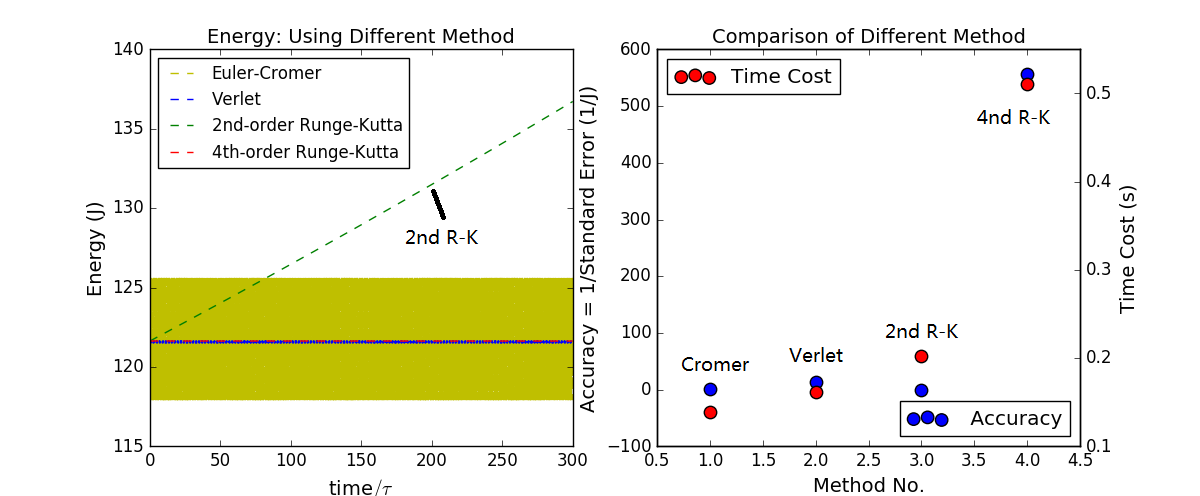 Energy: Using Different Method
140
135
130
125
120
115
Energy (J)
Euler-Cromer
Verlet
2nd-order Runge-Kutta
4th-order Runge-Kutta
2nd R-K
0
50
100
150
200
250
300
time/τ
Comparison of Different Method
600
500
400
300
200
100
0
−100
Accuracy = 1/Standard Error (1/J)
Time Cost
4nd R-K
2nd R-K
Verlet
Cromer
Accuracy
0.5
0.4
0.3
0.2
0.1
Time Cost (s)
0.5
1.0
1.5
2.0
2.5
3.0
3.5
4.0
4.5
Method No.